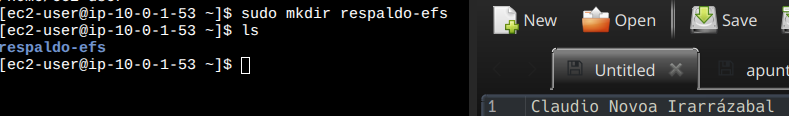 [ec2-user@ip-10-0-1-53 ~]$ sudo mkdir respaldo-efs
[ec2-user@ip-10-0-1-53 ~]$ ls
respaldo-efs
[ec2-user@ip-10-0-1-53 ~]$
New Open Save
Untitled apunt
1 Claudio Novoa Irarrázabal